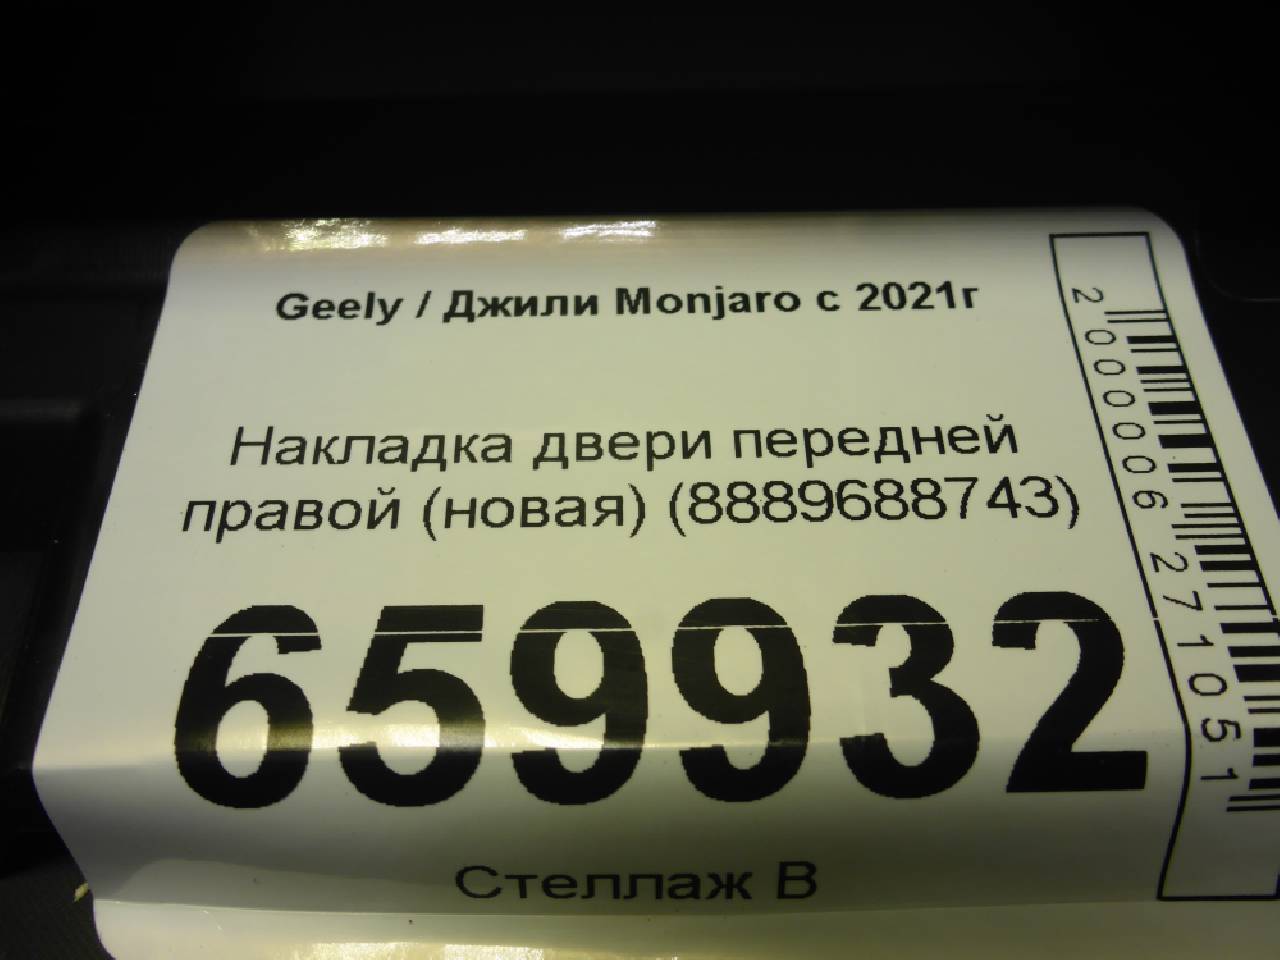 Geely / Джили Monjaro с 2021г
Накладка двери передней
правой (новая) (8889688743)
659932
Стеллаж В
2000006271051